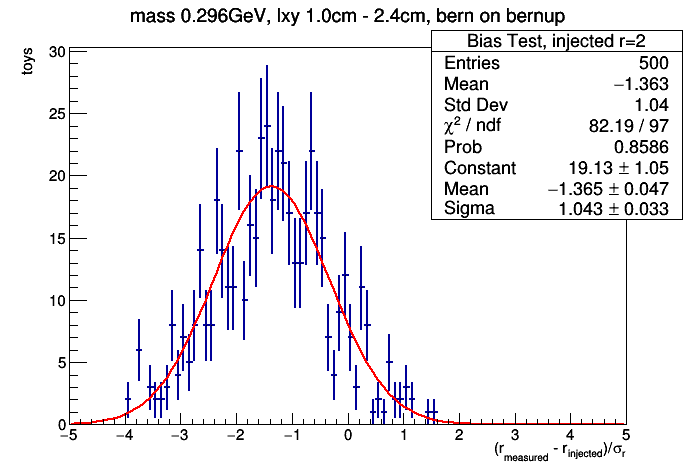 mass 0.296GeV, lxy 1.0cm - 2.4cm, bern on bernup
Bias Test, injected r=2
Entries 500
Mean −1.363
Std Dev 1.04
χ² / ndf 82.19 / 97
Prob 0.8586
Constant 19.13 ± 1.05
Mean −1.365 ± 0.047
Sigma 1.043 ± 0.033
toys
30
25
20
15
10
5
0
−5 −4 −3 −2 −1 0 1 2 3 4 5
(r_measured - r_injected)/σ_r